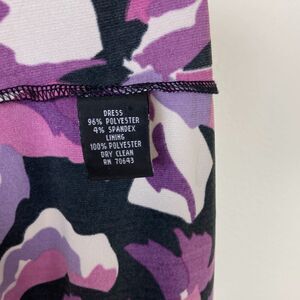 DRESS
96% POLYESTER
4% SPANDEX
LINING
100% POLYESTER
DRY CLEAN
RN 70643